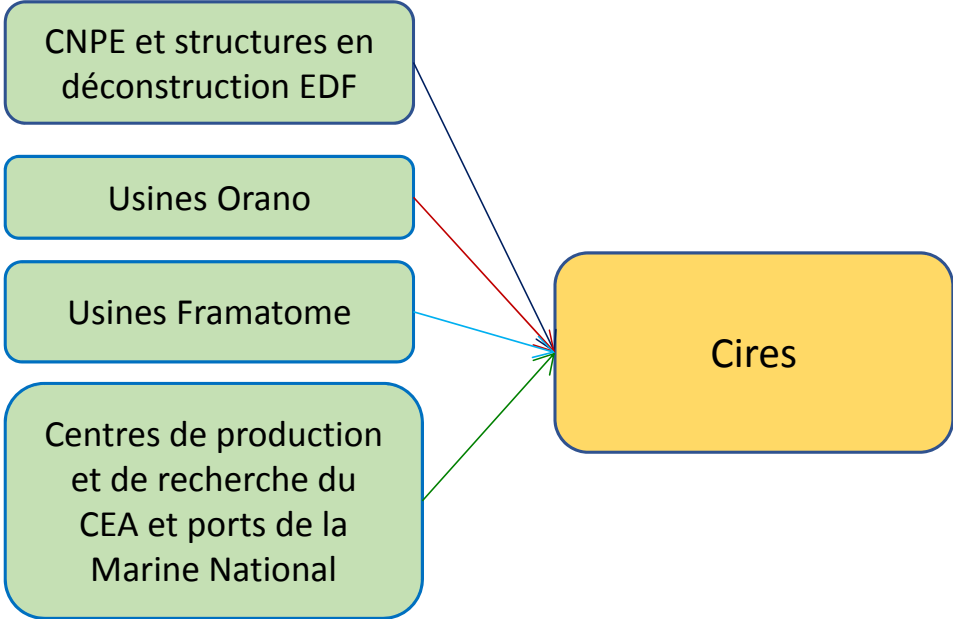 CNPE et structures en
déconstruction EDF
Usines Orano
Usines Framatome
Centres de production
et de recherche du
CEA et ports de la
Marine National
Cires